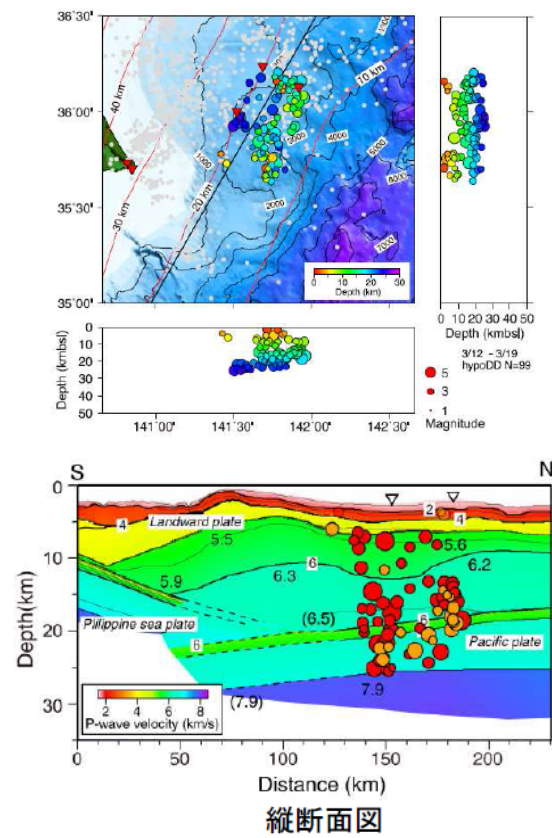 36°30'
36°00'
35°30'
35°00'
40 km
30 km
20 km
10 km
1000
2000
3000
4000
5000
6000
7000
Depth (km)
0 10 20 30
0 10 20 30 40 50
Depth (kmbsl)
3/12 - 3/19
hypoDD N=99
5
3
1
Magnitude
Depth (kmbsl)
0
10
20
30
40
50
141°00' 141°30' 142°00' 142°30'
S N
0
10
20
30
Depth(km)
Landward plate
Pilippine sea plate
Pacific plate
4
2
4
5.5
5.6
5.9
6
6.3
6.2
(6.5)
6
6
7.9
(7.9)
2 4 6 8
P-wave velocity (km/s)
0 50 100 150 200
Distance (km)
縦断面図